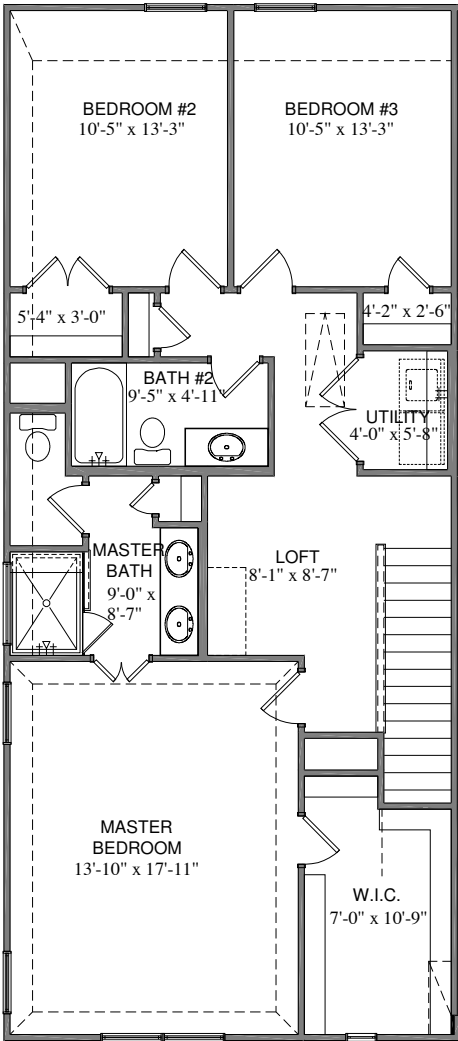 BEDROOM #2
10'-5" x 13'-3"
BEDROOM #3
10'-5" x 13'-3"
5'-4" x 3'-0"
4'-2" x 2'-6"
BATH #2
9'-5" x 4'-11"
UTILITY
4'-0" x 5'-8"
MASTER
BATH
9'-0" x
8'-7"
LOFT
8'-1" x 8'-7"
MASTER
BEDROOM
13'-10" x 17'-11"
W.I.C.
7'-0" x 10'-9"